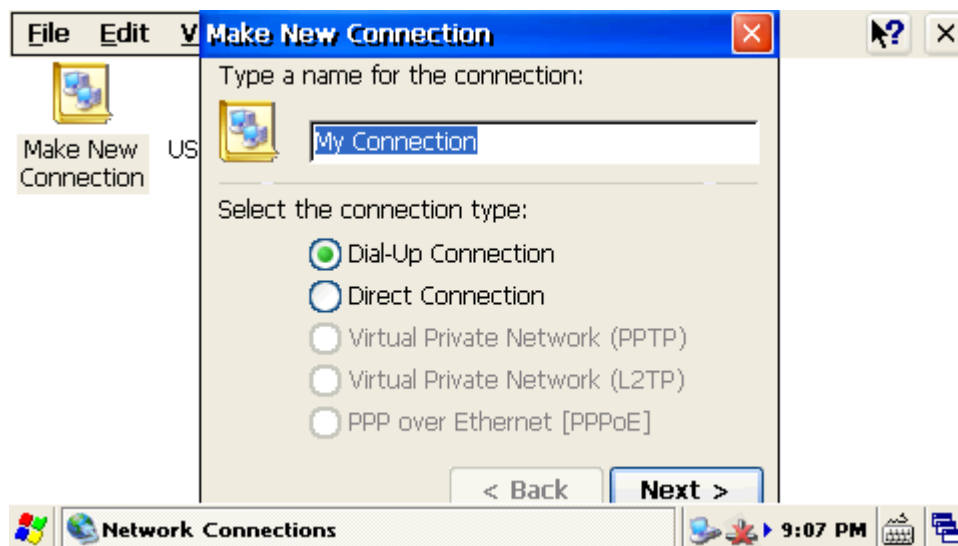 File Edit V
Make New Connection
Type a name for the connection:
Make New Connection
US
My Connection
Select the connection type:
Dial-Up Connection
Direct Connection
Virtual Private Network (PPTP)
Virtual Private Network (L2TP)
PPP over Ethernet [PPPoE]
< Back Next >
Network Connections
9:07 PM